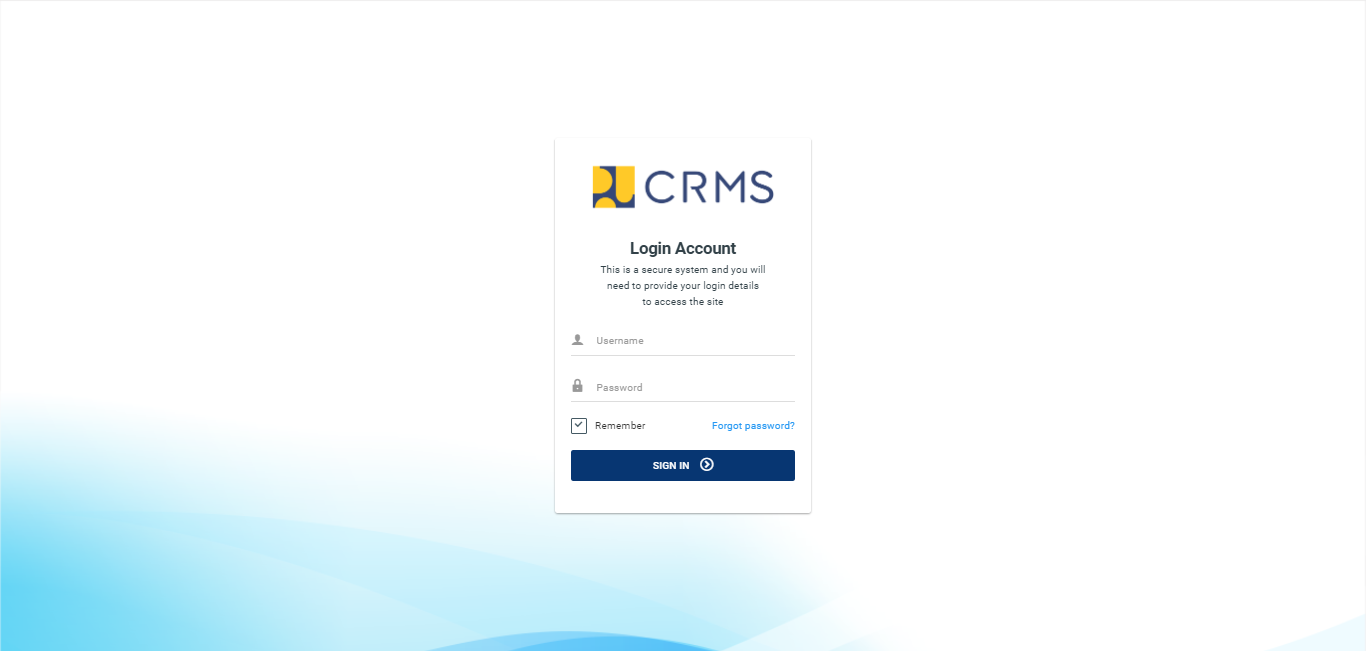 CRMS
Login Account
This is a secure system and you will
need to provide your login details
to access the site
Username
Password
Remember
Forgot password?
SIGN IN